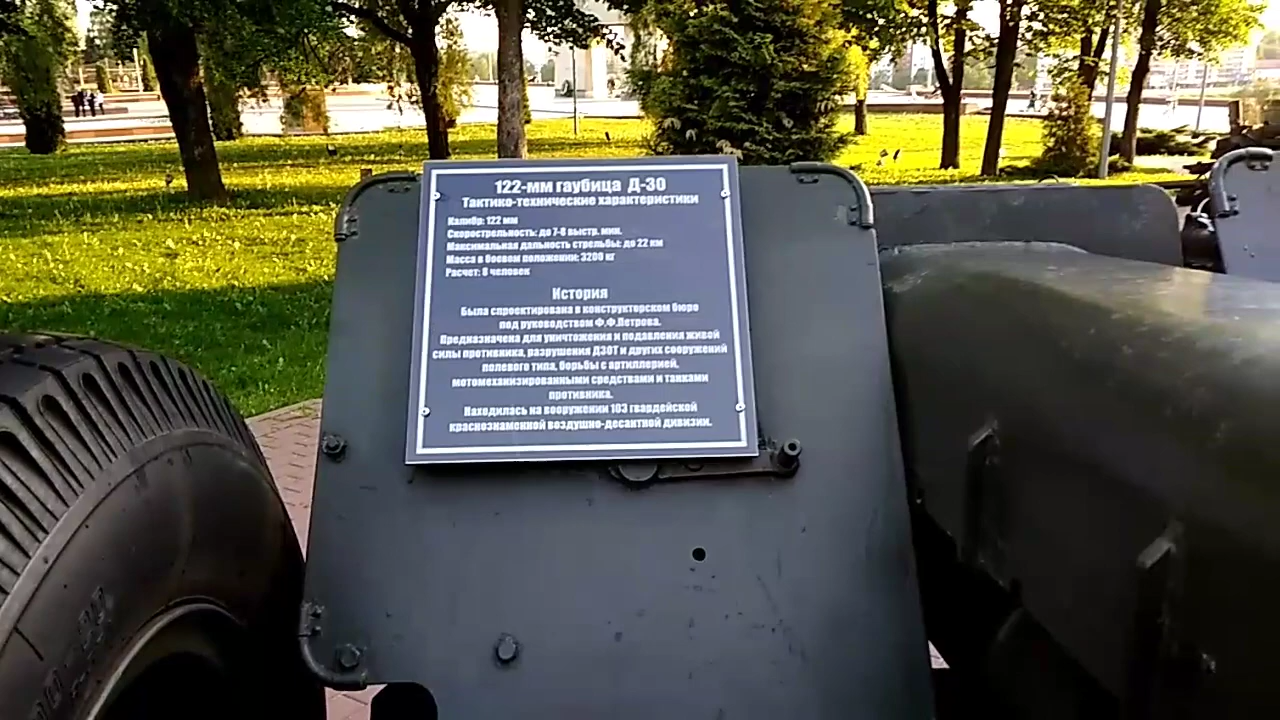 122-мм гаубица Д-30
Тактико-технические характеристики
Калибр: 122 мм
Скорострельность: до 7-8 выстр. мин.
Максимальная дальность стрельбы: до 22 км
Масса в боевом положении: 3200 кг
Расчет: 8 человек
История
Была спроектирована в конструкторском бюро
под руководством Ф.Ф.Петрова.
Предназначена для уничтожения и подавления живой
силы противника, разрушения ДЗОТ и других сооружений
полевого типа, борьбы с артиллерией,
мотомеханизированными средствами и танками
противника.
Находилась на вооружении 103 гвардейской
краснознаменной воздушно-десантной дивизии.